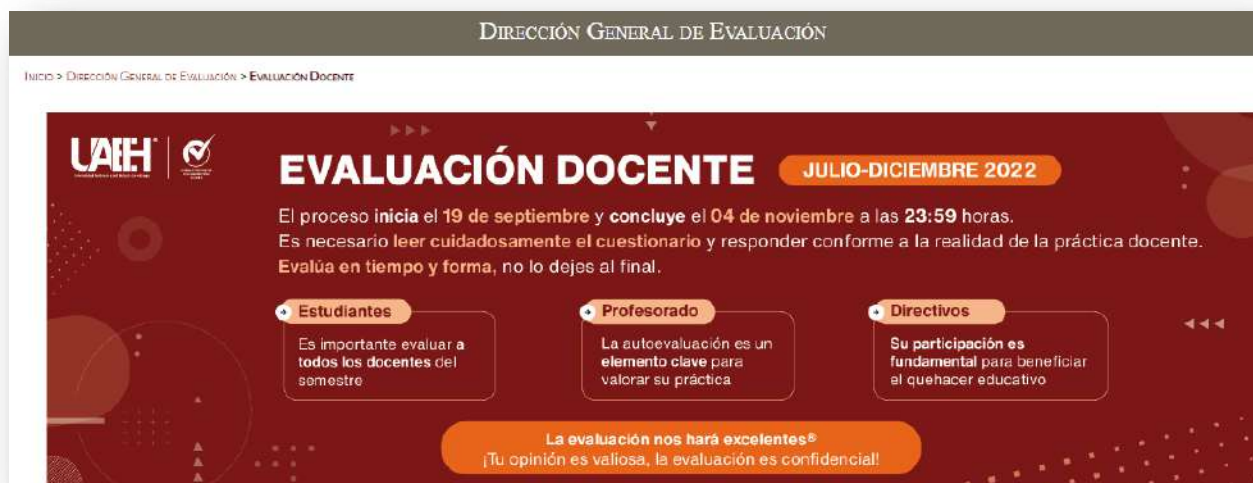 DIRECCIÓN GENERAL DE EVALUACIÓN
INICIO > DIRECCIÓN GENERAL DE EVALUACIÓN > EVALUACIÓN DOCENTE
UAEH
EVALUACIÓN DOCENTE
JULIO-DICIEMBRE 2022
El proceso inicia el 19 de septiembre y concluye el 04 de noviembre a las 23:59 horas.
Es necesario leer cuidadosamente el cuestionario y responder conforme a la realidad de la práctica docente.
Evalúa en tiempo y forma, no lo dejes al final.
Estudiantes
Es importante evaluar a
todos los docentes del
semestre
Profesorado
La autoevaluación es un
elemento clave para
valorar su práctica
Directivos
Su participación es
fundamental para beneficiar
el quehacer educativo
La evaluación nos hará excelentes®
¡Tu opinión es valiosa, la evaluación es confidencial!